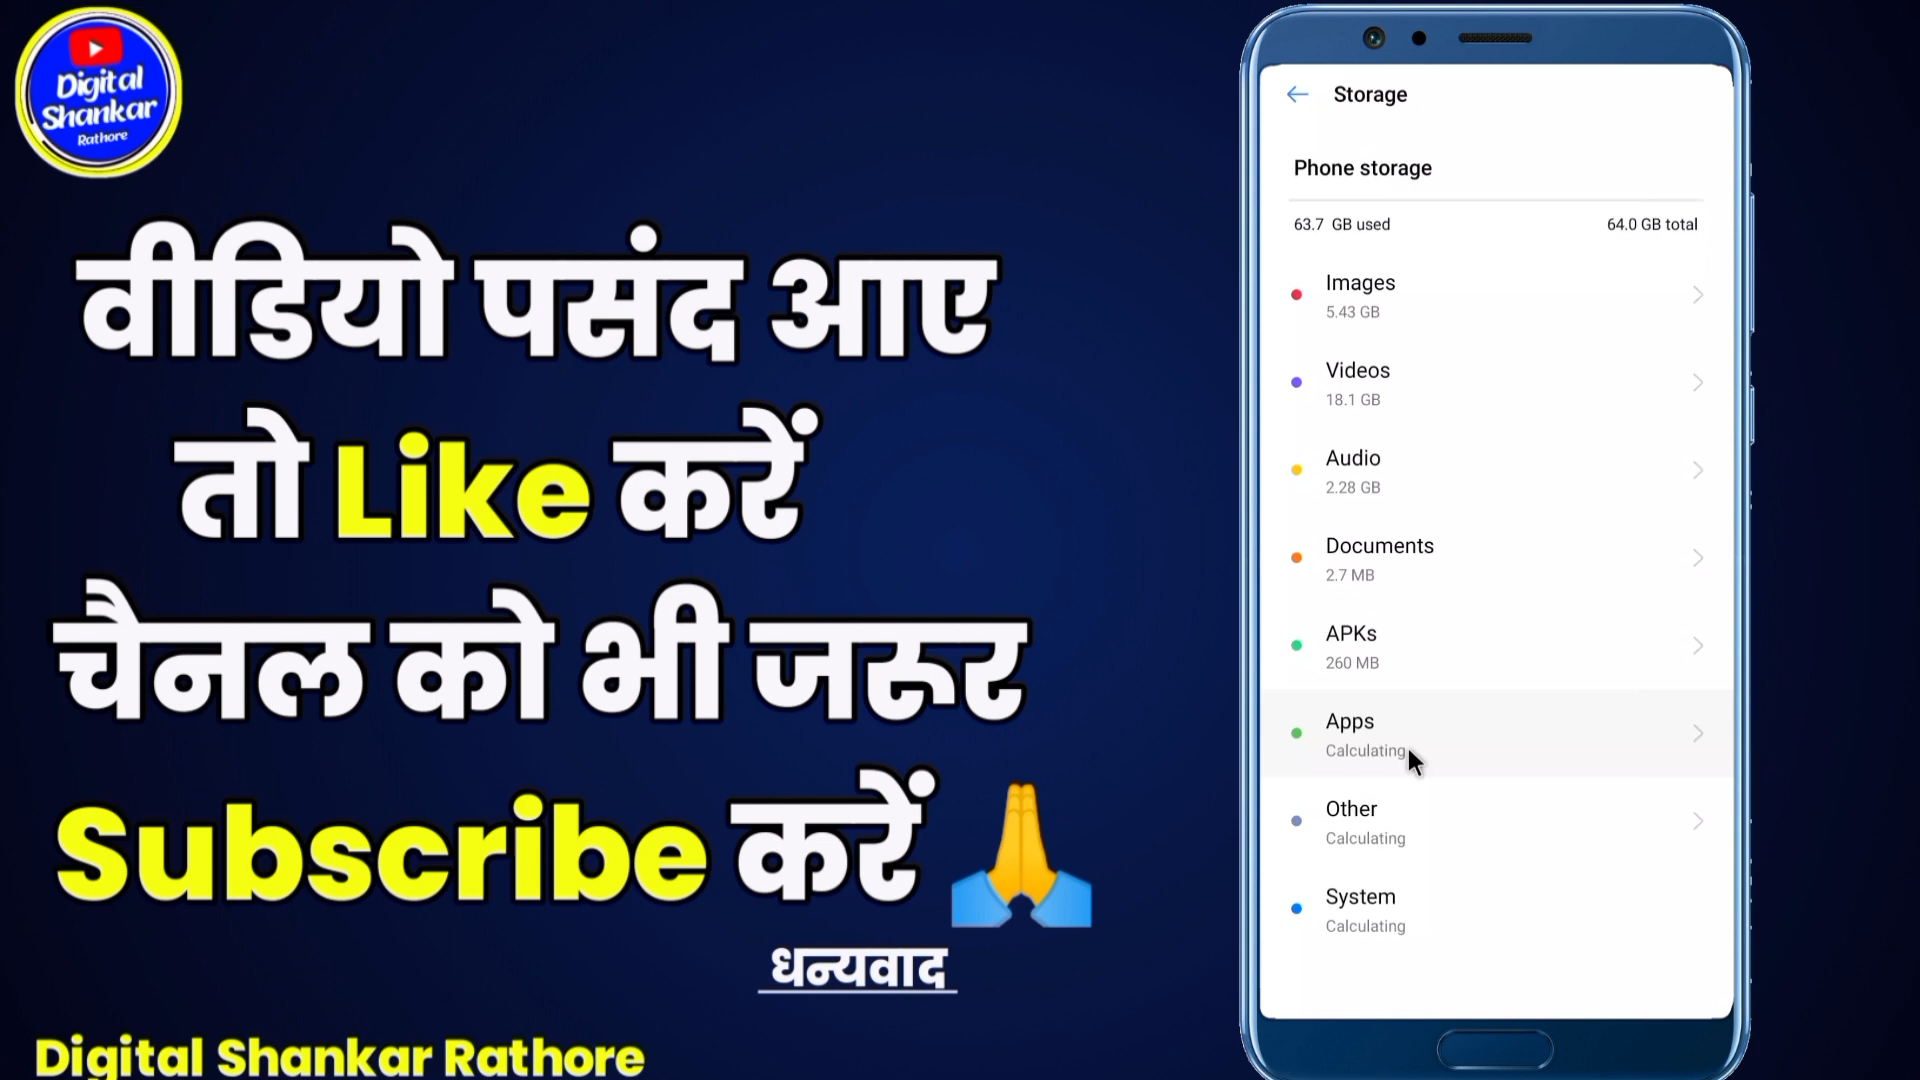 Digital
Shankar
Rathore
वीडियो पसंद आए
तो Like करें
चैनल को भी जरूर
Subscribe करें
धन्यवाद
Digital Shankar Rathore
Storage
Phone storage
63.7 GB used 64.0 GB total
Images
5.43 GB
Videos
18.1 GB
Audio
2.28 GB
Documents
2.7 MB
APKs
260 MB
Apps
Calculating
Other
Calculating
System
Calculating